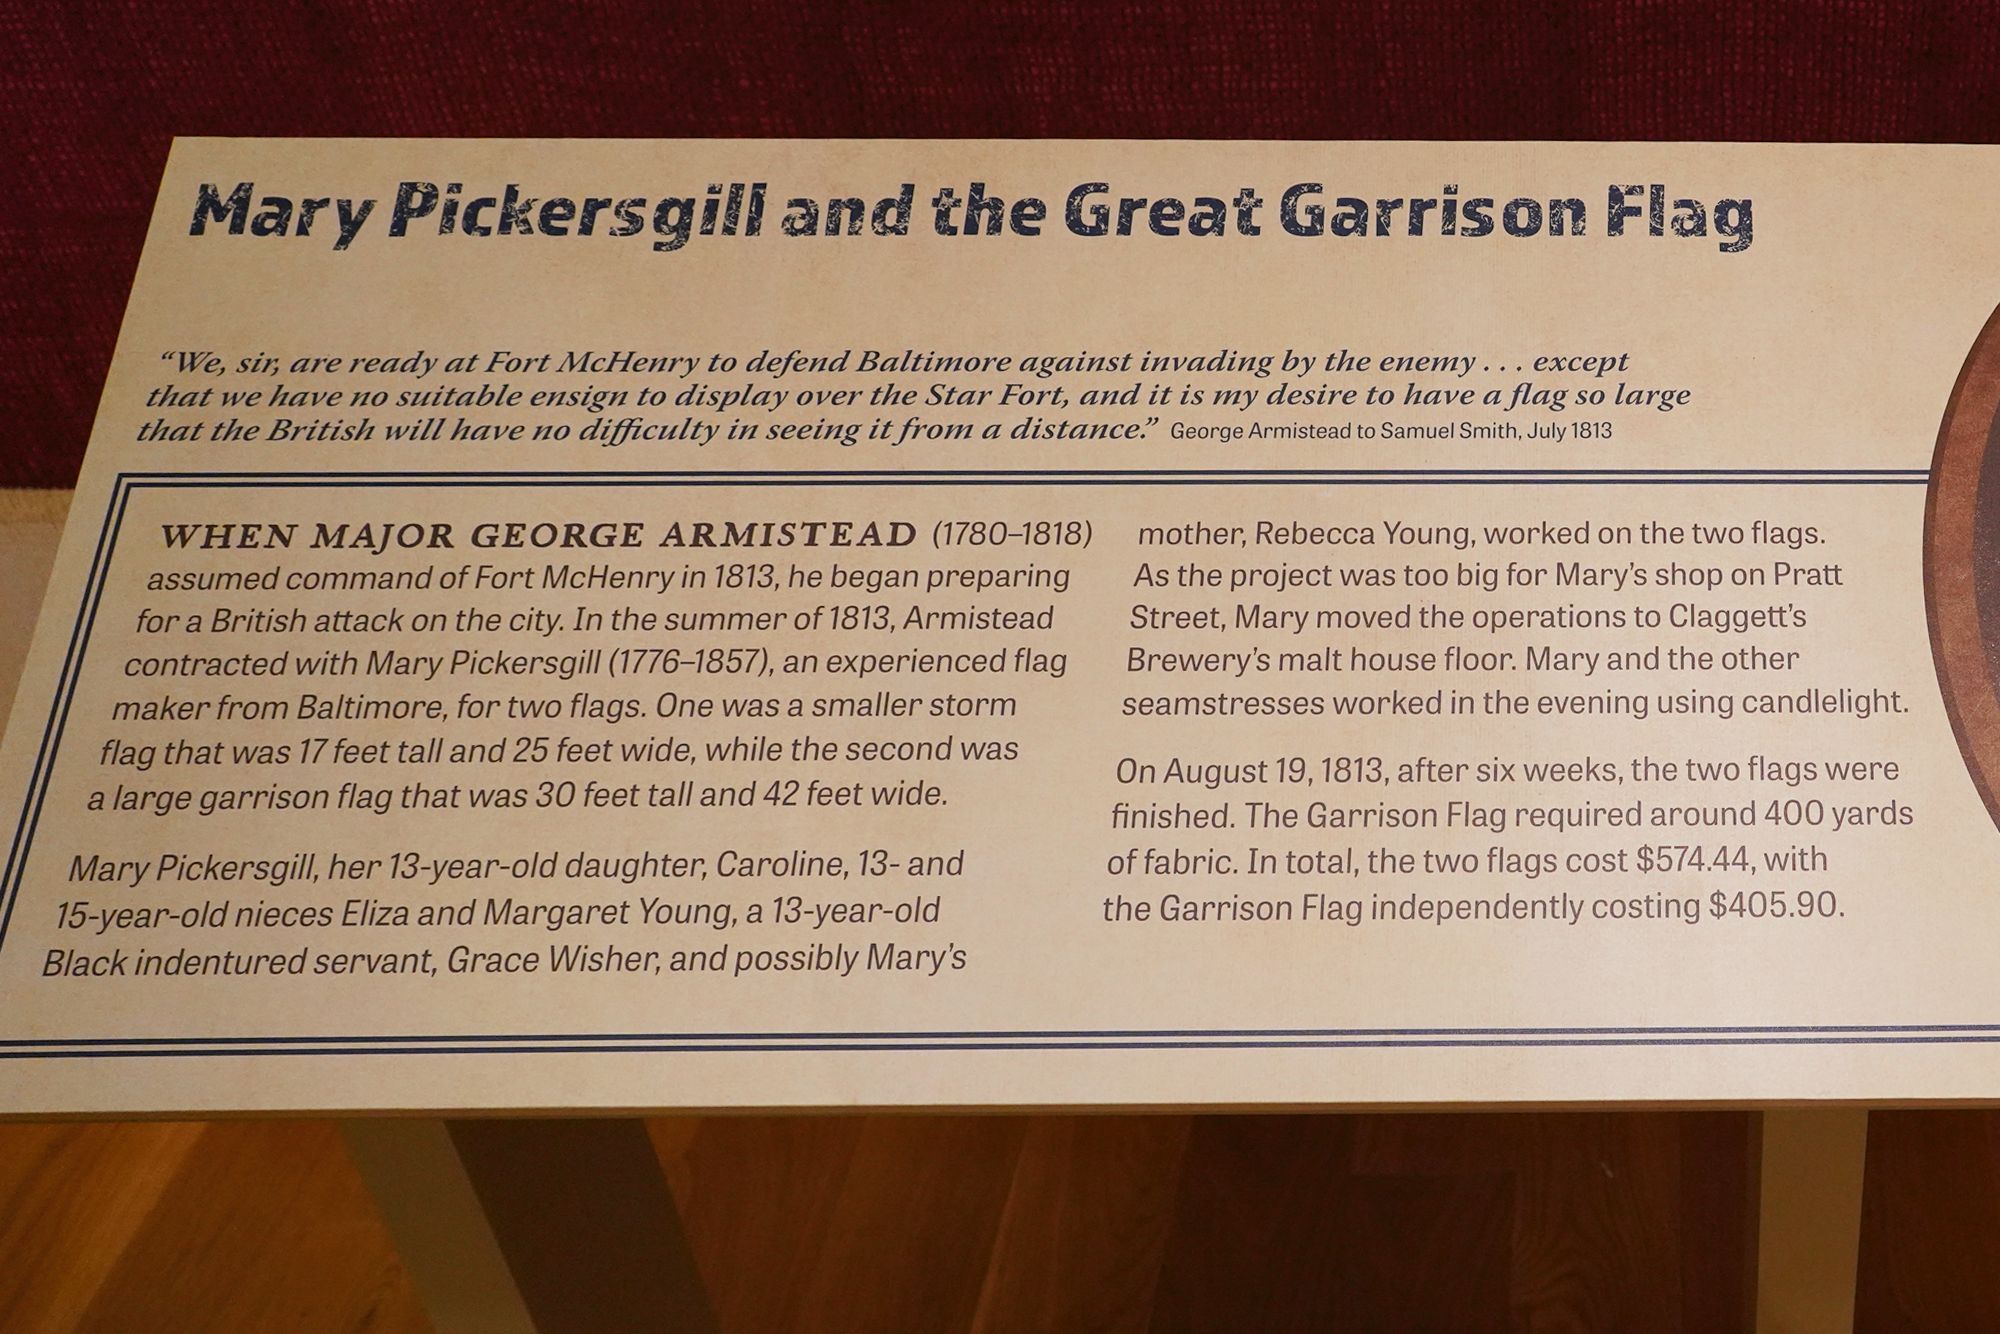 Mary Pickersgill and the Great Garrison Flag
“We, sir, are ready at Fort McHenry to defend Baltimore against invading by the enemy . . . except
that we have no suitable ensign to display over the Star Fort, and it is my desire to have a flag so large
that the British will have no difficulty in seeing it from a distance.” George Armistead to Samuel Smith, July 1813
WHEN MAJOR GEORGE ARMISTEAD (1780–1818)
assumed command of Fort McHenry in 1813, he began preparing
for a British attack on the city. In the summer of 1813, Armistead
contracted with Mary Pickersgill (1776–1857), an experienced flag
maker from Baltimore, for two flags. One was a smaller storm
flag that was 17 feet tall and 25 feet wide, while the second was
a large garrison flag that was 30 feet tall and 42 feet wide.
Mary Pickersgill, her 13-year-old daughter, Caroline, 13- and
15-year-old nieces Eliza and Margaret Young, a 13-year-old
Black indentured servant, Grace Wisher, and possibly Mary’s
mother, Rebecca Young, worked on the two flags.
As the project was too big for Mary’s shop on Pratt
Street, Mary moved the operations to Claggett’s
Brewery’s malt house floor. Mary and the other
seamstresses worked in the evening using candlelight.
On August 19, 1813, after six weeks, the two flags were
finished. The Garrison Flag required around 400 yards
of fabric. In total, the two flags cost $574.44, with
the Garrison Flag independently costing $405.90.